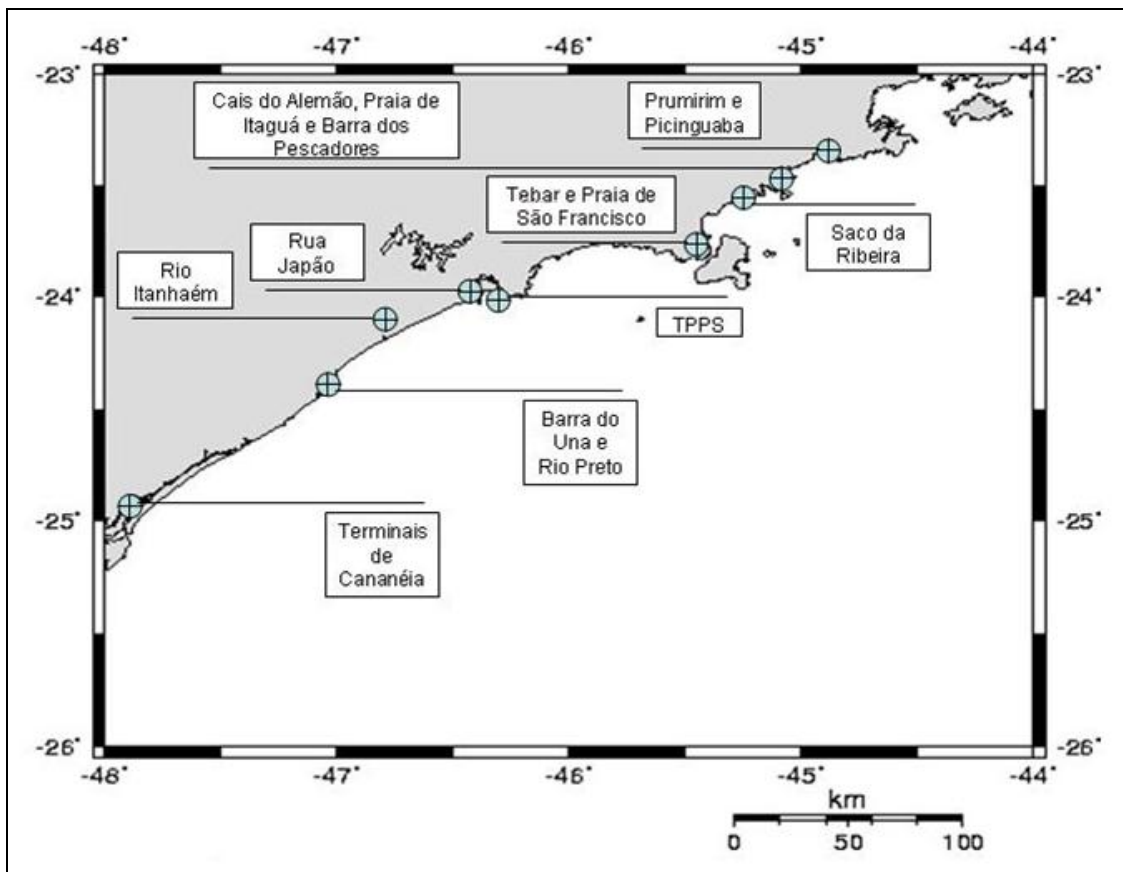 -48° -47° -46° -45° -44°
-23° -23°
Cais do Alemão, Praia de
Itaguá e Barra dos
Pescadores
Prumirim e
Picinguaba
Tebar e Praia de
São Francisco
Saco da
Ribeira
Rua
Japão
Rio
Itanhaém
-24° -24°
TPPS
Barra do
Una e
Rio Preto
-25° -25°
Terminais
de
Cananéia
-26° -26°
-48° -47° -46° -45° -44°
km
0 50 100